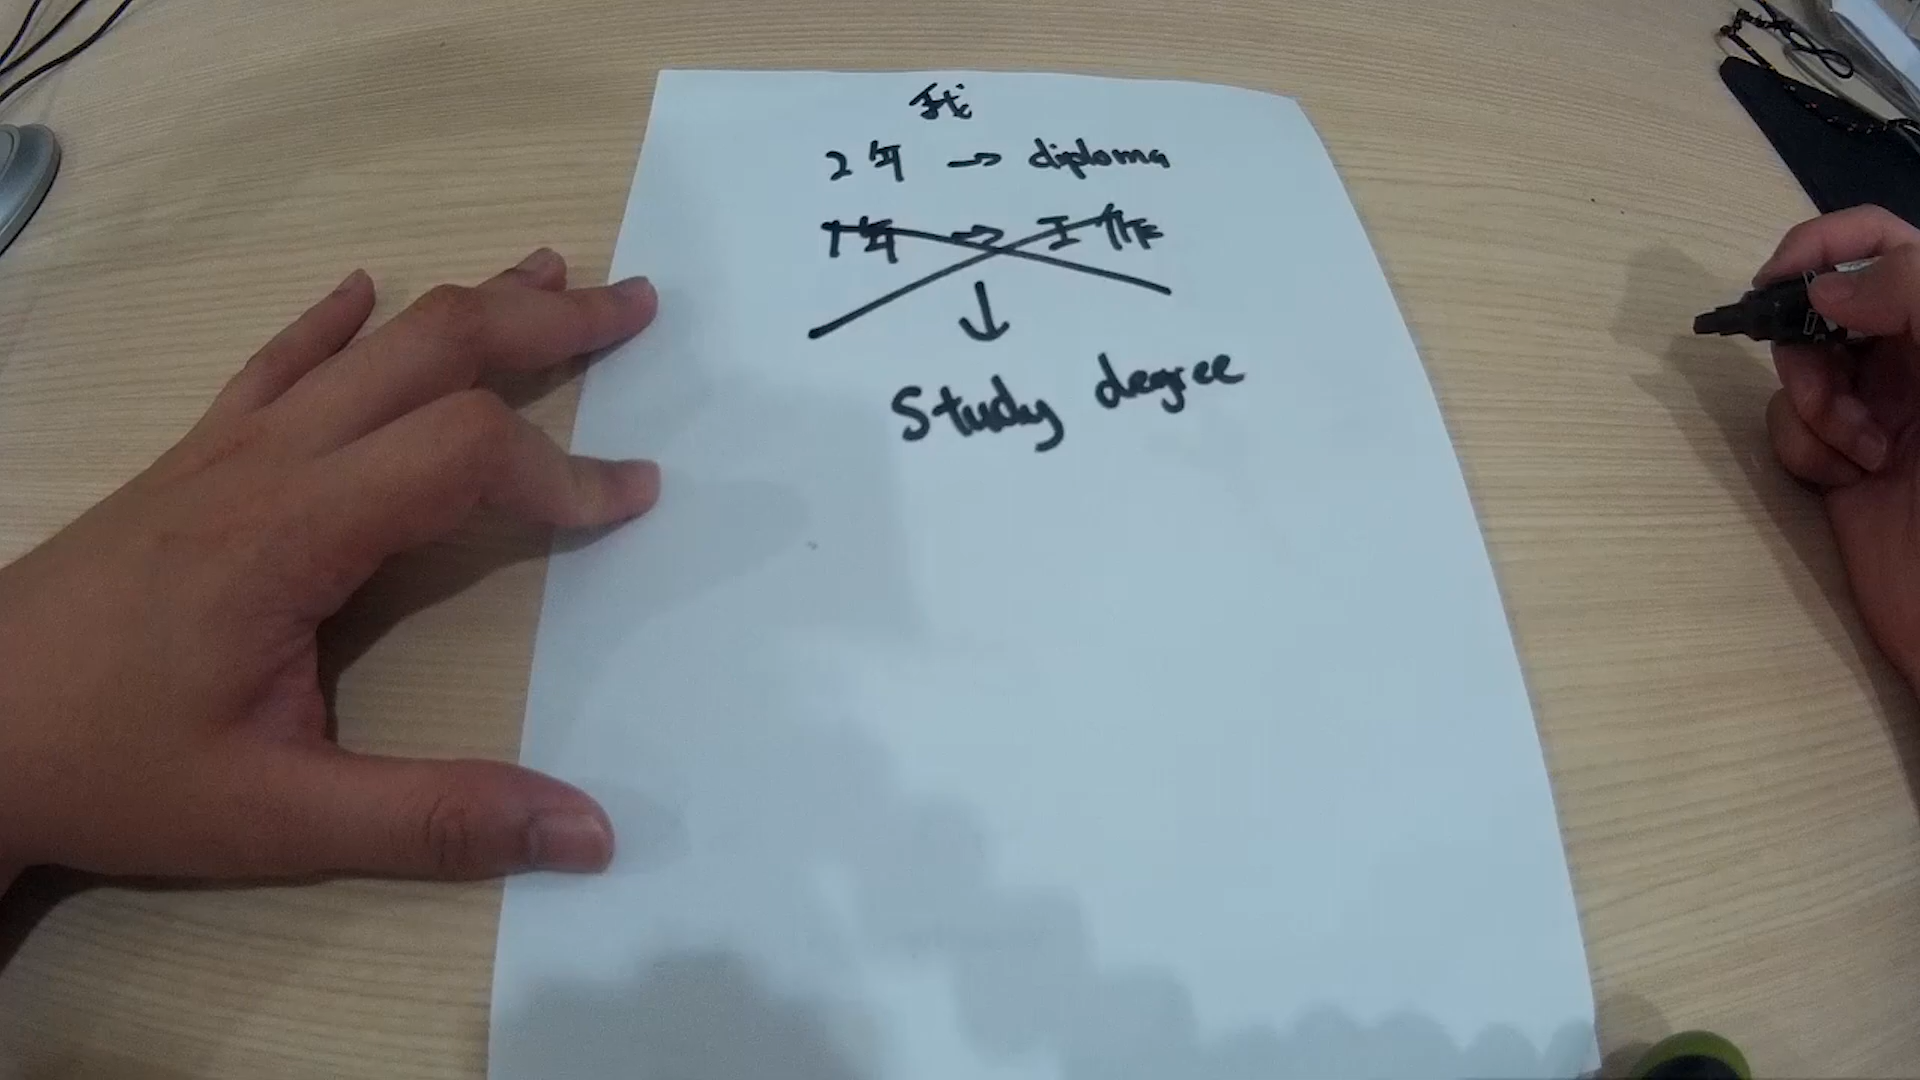 我
2年 → diploma
1年 → 工作
↓
Study degree